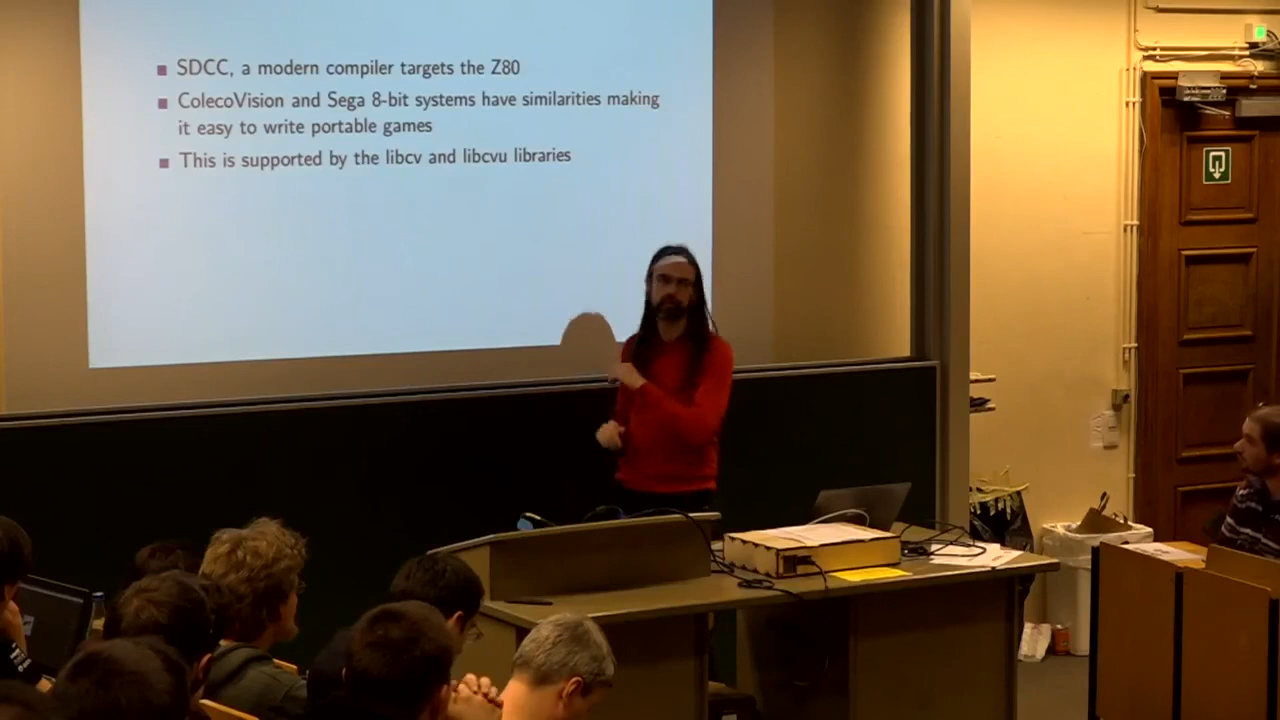 SDCC, a modern compiler targets the Z80
ColecoVision and Sega 8-bit systems have similarities making
it easy to write portable games
This is supported by the libcv and libcvu libraries